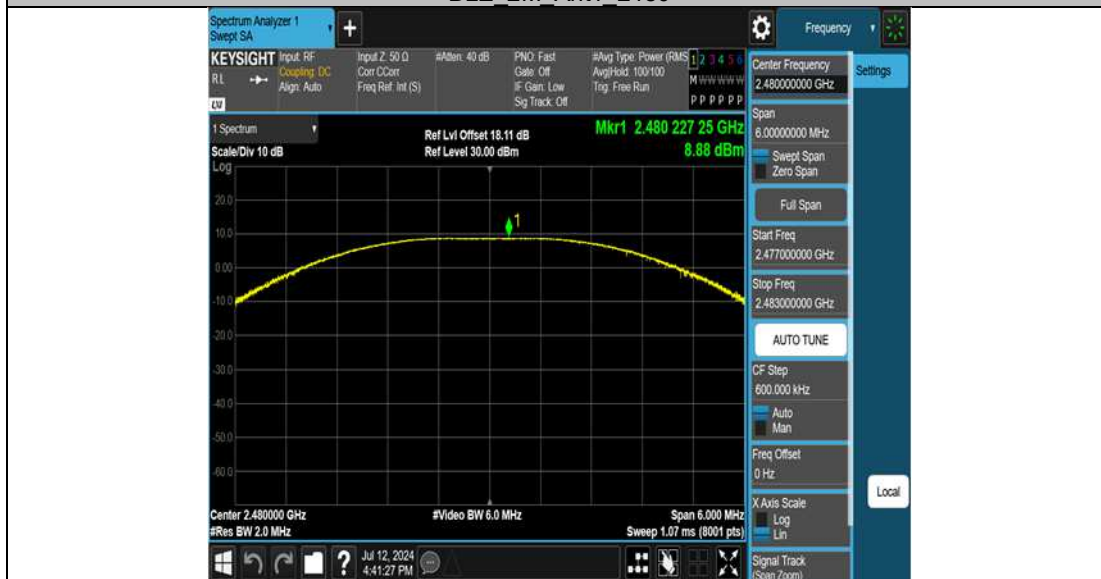 Spectrum Analyzer 1
Swept SA
+
Frequency
KEYSIGHT
RL
LXI
Input: RF
Coupling: DC
Align: Auto
Input Z: 50 Ω
Corr CCorr
Freq Ref: Int (S)
#Atten: 40 dB
PNO: Fast
Gate: Off
IF Gain: Low
Sig Track: Off
#Avg Type: Power (RMS
Avg|Hold: 100/100
Trig: Free Run
1 2 3 4 5 6
M W W W W W
P P P P P P
Center Frequency
2.480000000 GHz
Settings
1 Spectrum
Scale/Div 10 dB
Log
Ref Lvl Offset 18.11 dB
Ref Level 30.00 dBm
Mkr1 2.480 227 25 GHz
8.88 dBm
Span
6.00000000 MHz
Swept Span
Zero Span
Full Span
Start Freq
2.477000000 GHz
Stop Freq
2.483000000 GHz
AUTO TUNE
CF Step
600.000 kHz
Auto
Man
Freq Offset
0 Hz
X Axis Scale
Log
Lin
Signal Track
(Span Zoom)
Local
20.0
10.0
0.00
-10.0
-20.0
-30.0
-40.0
-50.0
-60.0
1
Center 2.480000 GHz
#Res BW 2.0 MHz
#Video BW 6.0 MHz
Span 6.000 MHz
Sweep 1.07 ms (8001 pts)
?
Jul 12, 2024
4:41:27 PM